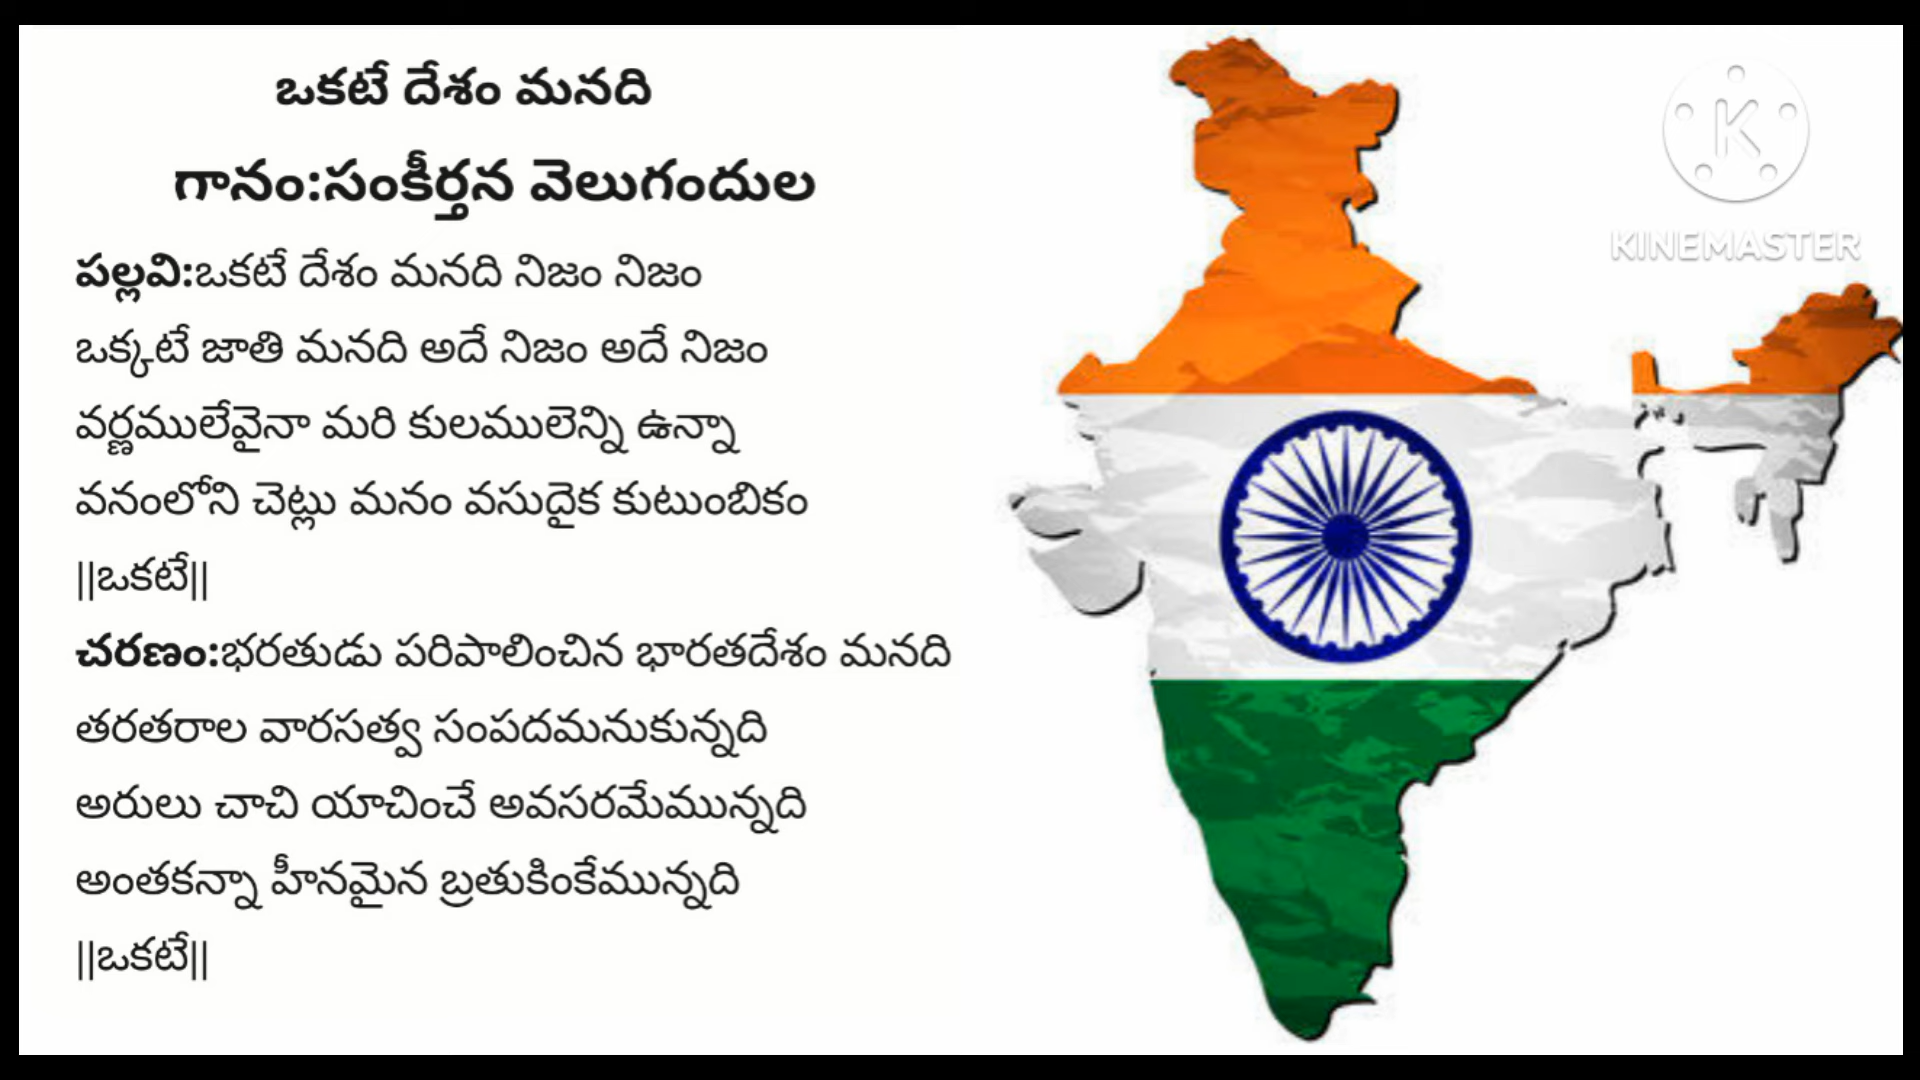 ఒకటే దేశం మనది
గానం:సంకీర్తన వెలుగందుల
పల్లవి:ఒకటే దేశం మనది నిజం నిజం
ఒక్కటే జాతి మనది అదే నిజం అదే నిజం
వర్ణములేవైనా మరి కులములెన్ని ఉన్నా
వనంలోని చెట్లు మనం వసుదైక కుటుంబికం
||ఒకటే||
చరణం:భరతుడు పరిపాలించిన భారతదేశం మనది
తరతరాల వారసత్వ సంపదమనుకున్నది
అరులు చాచి యాచించే అవసరమేమున్నది
అంతకన్నా హీనమైన బ్రతుకింకేమున్నది
||ఒకటే||
K
KINEMASTER